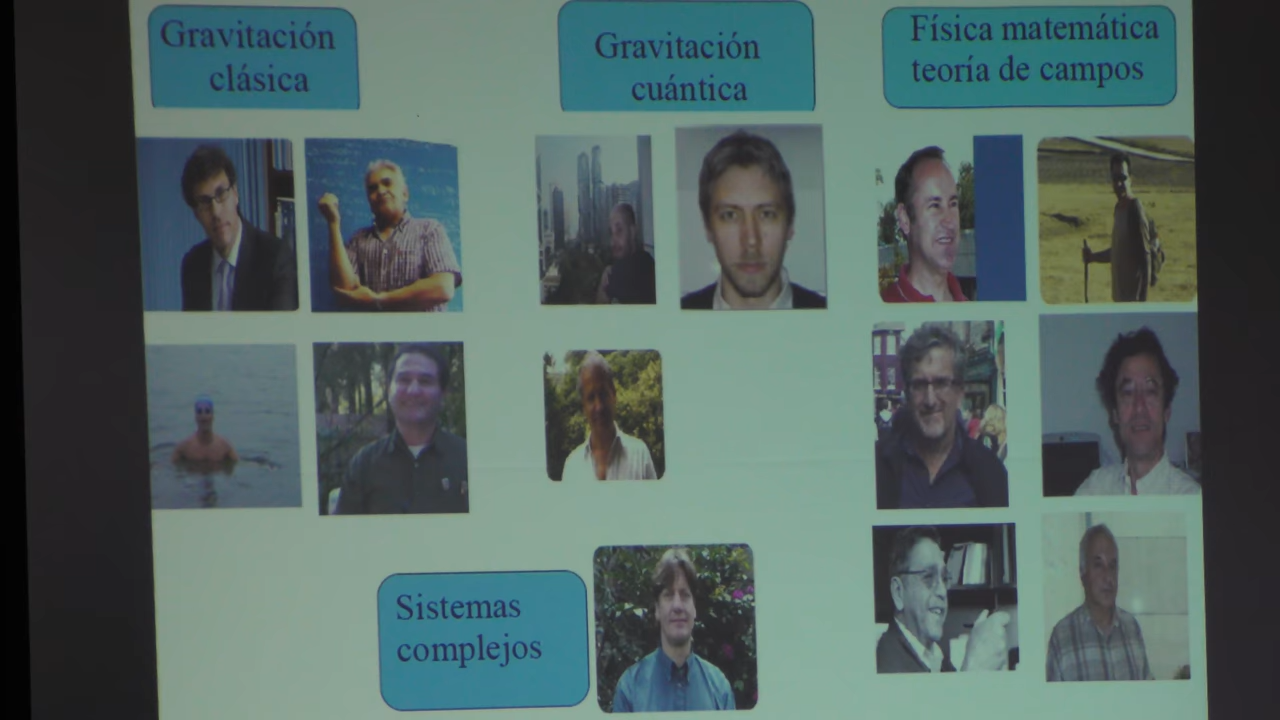 Gravitación
clásica
Gravitación
cuántica
Física matemática
teoría de campos
Sistemas
complejos